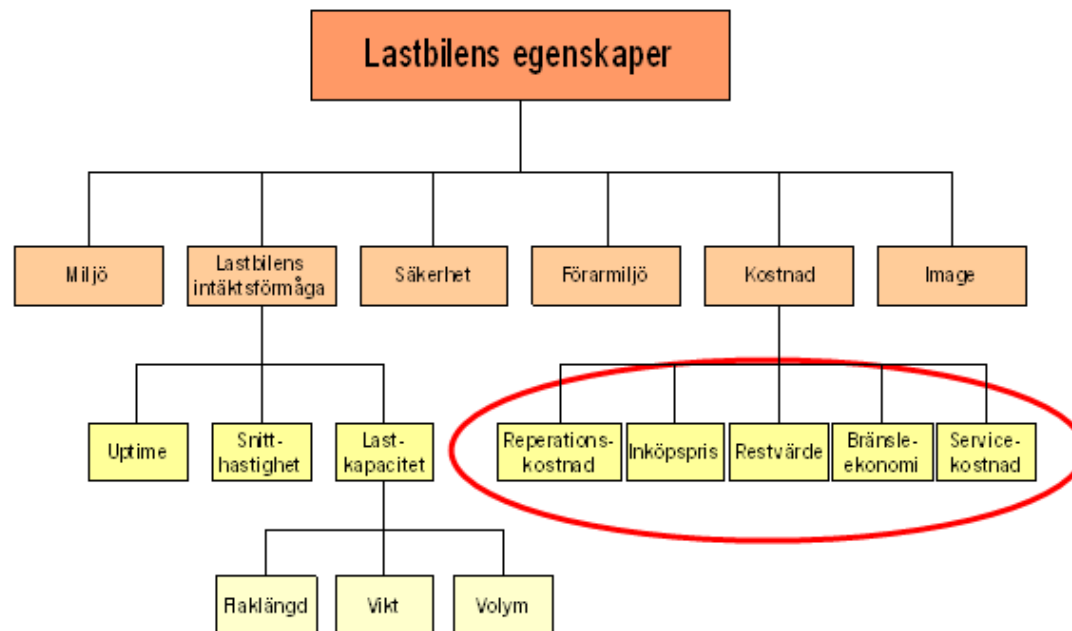 Lastbilens egenskaper
Miljö
Lastbilens
intäktsförmåga
Säkerhet
Förarmiljö
Kostnad
Image
Uptime
Snitt-
hastighet
Last-
kapacitet
Reperations-
kostnad
Inköpspris
Restvärde
Bränsle-
ekonomi
Service-
kostnad
Flaklängd
Vikt
Volym